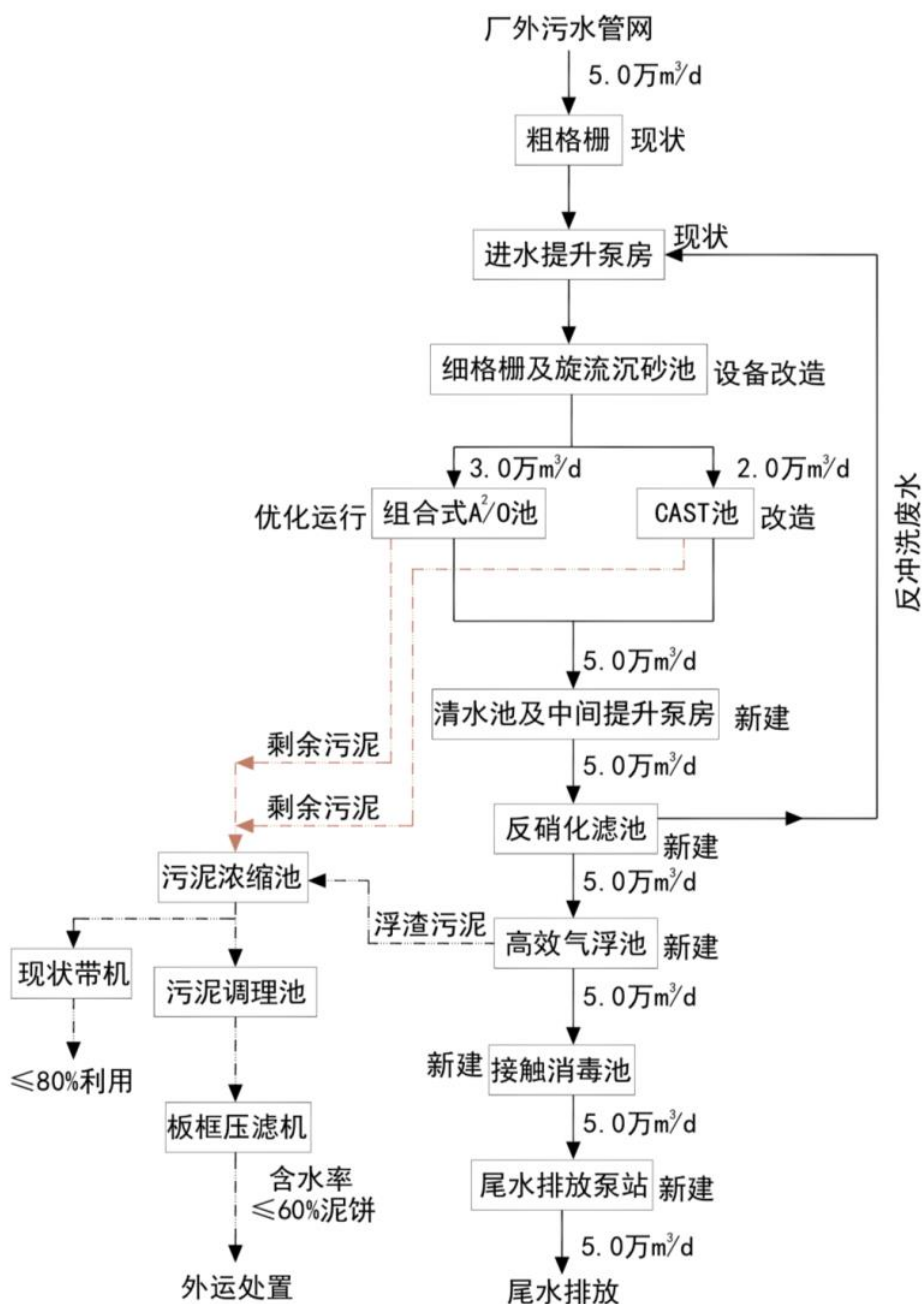 厂外污水管网
5.0万m³/d
粗格栅 现状
现状
进水提升泵房
细格栅及旋流沉砂池 设备改造
3.0万m³/d
2.0万m³/d
优化运行 组合式A²/O池
CAST池 改造
反冲洗废水
5.0万m³/d
清水池及中间提升泵房 新建
剩余污泥
5.0万m³/d
剩余污泥
反硝化滤池 新建
污泥浓缩池
5.0万m³/d
浮渣污泥
高效气浮池 新建
现状带机
污泥调理池
5.0万m³/d
新建 接触消毒池
≤80%利用
板框压滤机
5.0万m³/d
含水率
≤60%泥饼
尾水排放泵站 新建
5.0万m³/d
外运处置
尾水排放